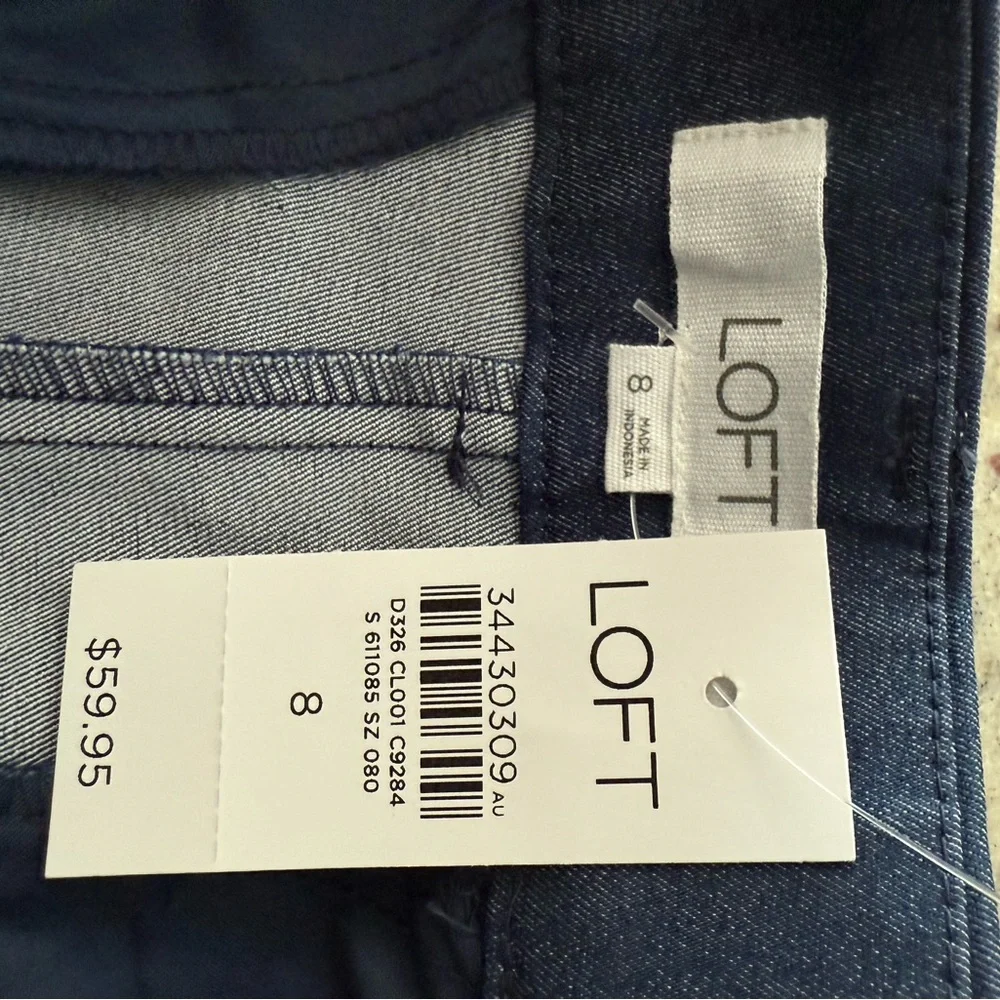 LOFT
8
MADE IN
INDONESIA
LOFT
34430309 AU
D326 CL001 C9284
S 611085 SZ 080
8
$59.95